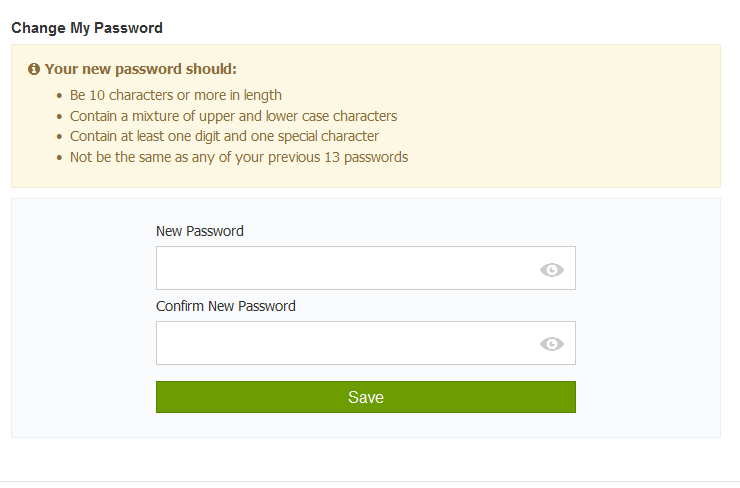 Change My Password
Your new password should:
Be 10 characters or more in length
Contain a mixture of upper and lower case characters
Contain at least one digit and one special character
Not be the same as any of your previous 13 passwords
New Password
Confirm New Password
Save